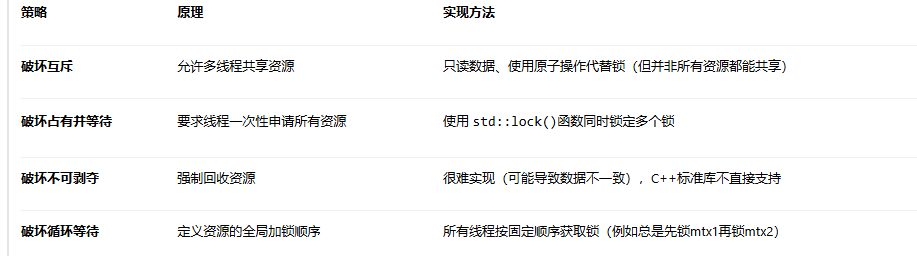 策略 原理 实现方法
破坏互斥 允许多线程共享资源 只读数据、使用原子操作代替锁（但并非所有资源都能共享）
破坏占有并等待 要求线程一次性申请所有资源 使用 std::lock()函数同时锁定多个锁
破坏不可剥夺 强制回收资源 很难实现（可能导致数据不一致），C++标准库不直接支持
破坏循环等待 定义资源的全局加锁顺序 所有线程按固定顺序获取锁（例如总是先锁mtx1再锁mtx2）